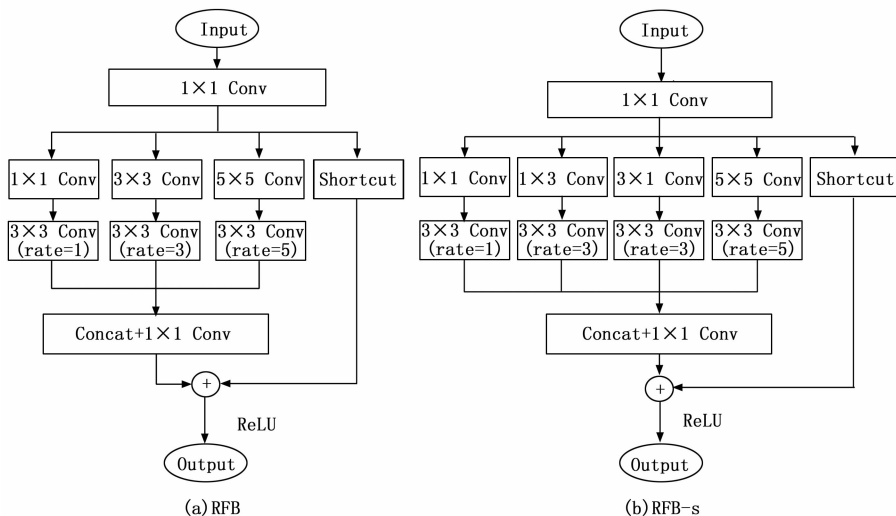 Input
1×1 Conv
1×1 Conv
3×3 Conv
5×5 Conv
Shortcut
3×3 Conv
(rate=1)
3×3 Conv
(rate=3)
3×3 Conv
(rate=5)
Concat+1×1 Conv
+
ReLU
Output
(a)RFB
Input
1×1 Conv
1×1 Conv
1×3 Conv
3×1 Conv
5×5 Conv
Shortcut
3×3 Conv
(rate=1)
3×3 Conv
(rate=3)
3×3 Conv
(rate=3)
3×3 Conv
(rate=5)
Concat+1×1 Conv
+
ReLU
Output
(b)RFB-s